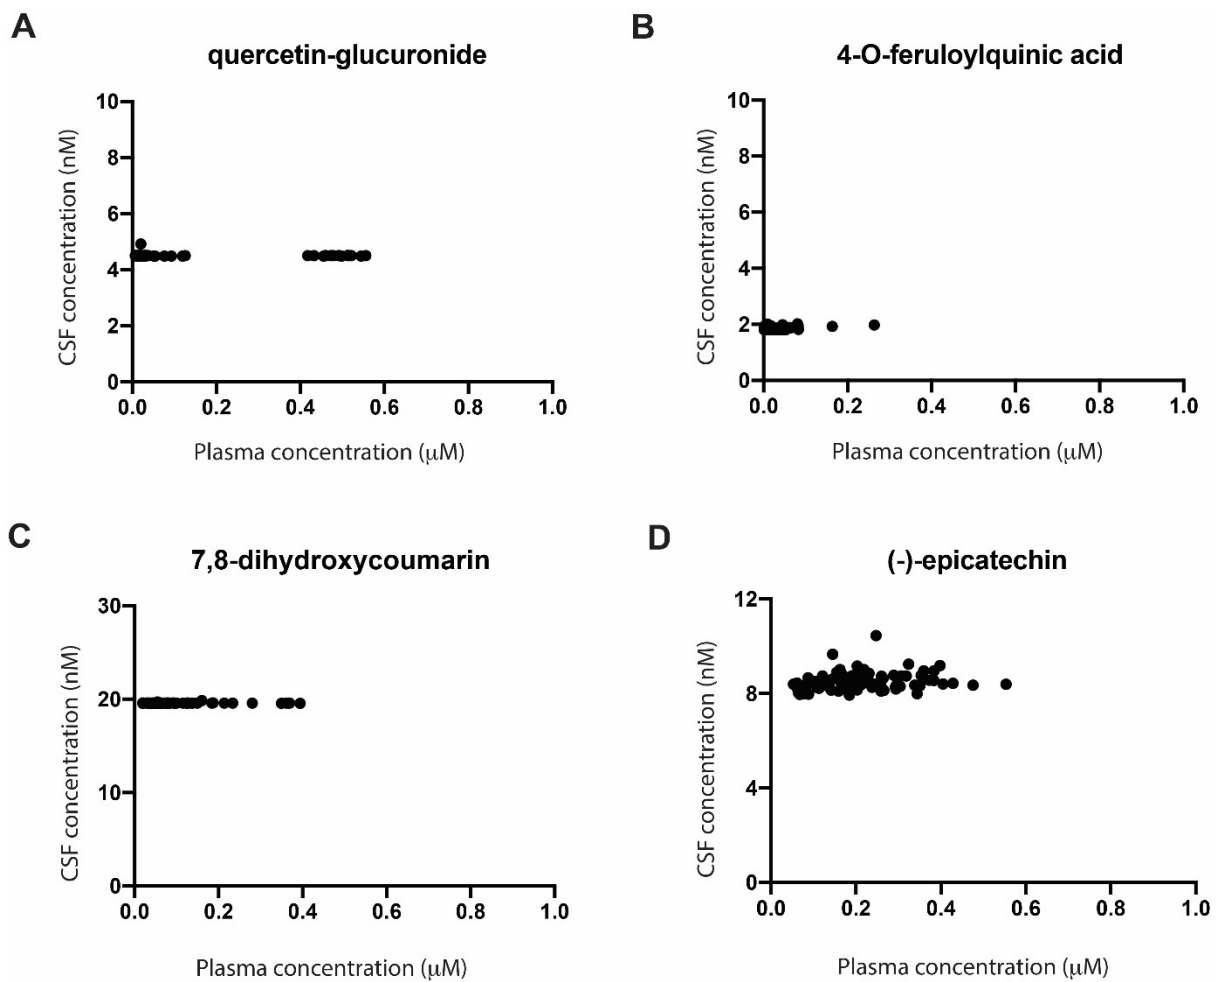 A
quercetin-glucuronide
10
8
6
4
2
0
CSF concentration (nM)
0.0 0.2 0.4 0.6 0.8 1.0
Plasma concentration (μM)
B
4-O-feruloylquinic acid
10
8
6
4
2
0
CSF concentration (nM)
0.0 0.2 0.4 0.6 0.8 1.0
Plasma concentration (μM)
C
7,8-dihydroxycoumarin
30
20
10
0
CSF concentration (nM)
0.0 0.2 0.4 0.6 0.8 1.0
Plasma concentration (μM)
D
(-)-epicatechin
12
8
4
0
CSF concentration (nM)
0.0 0.2 0.4 0.6 0.8 1.0
Plasma concentration (μM)